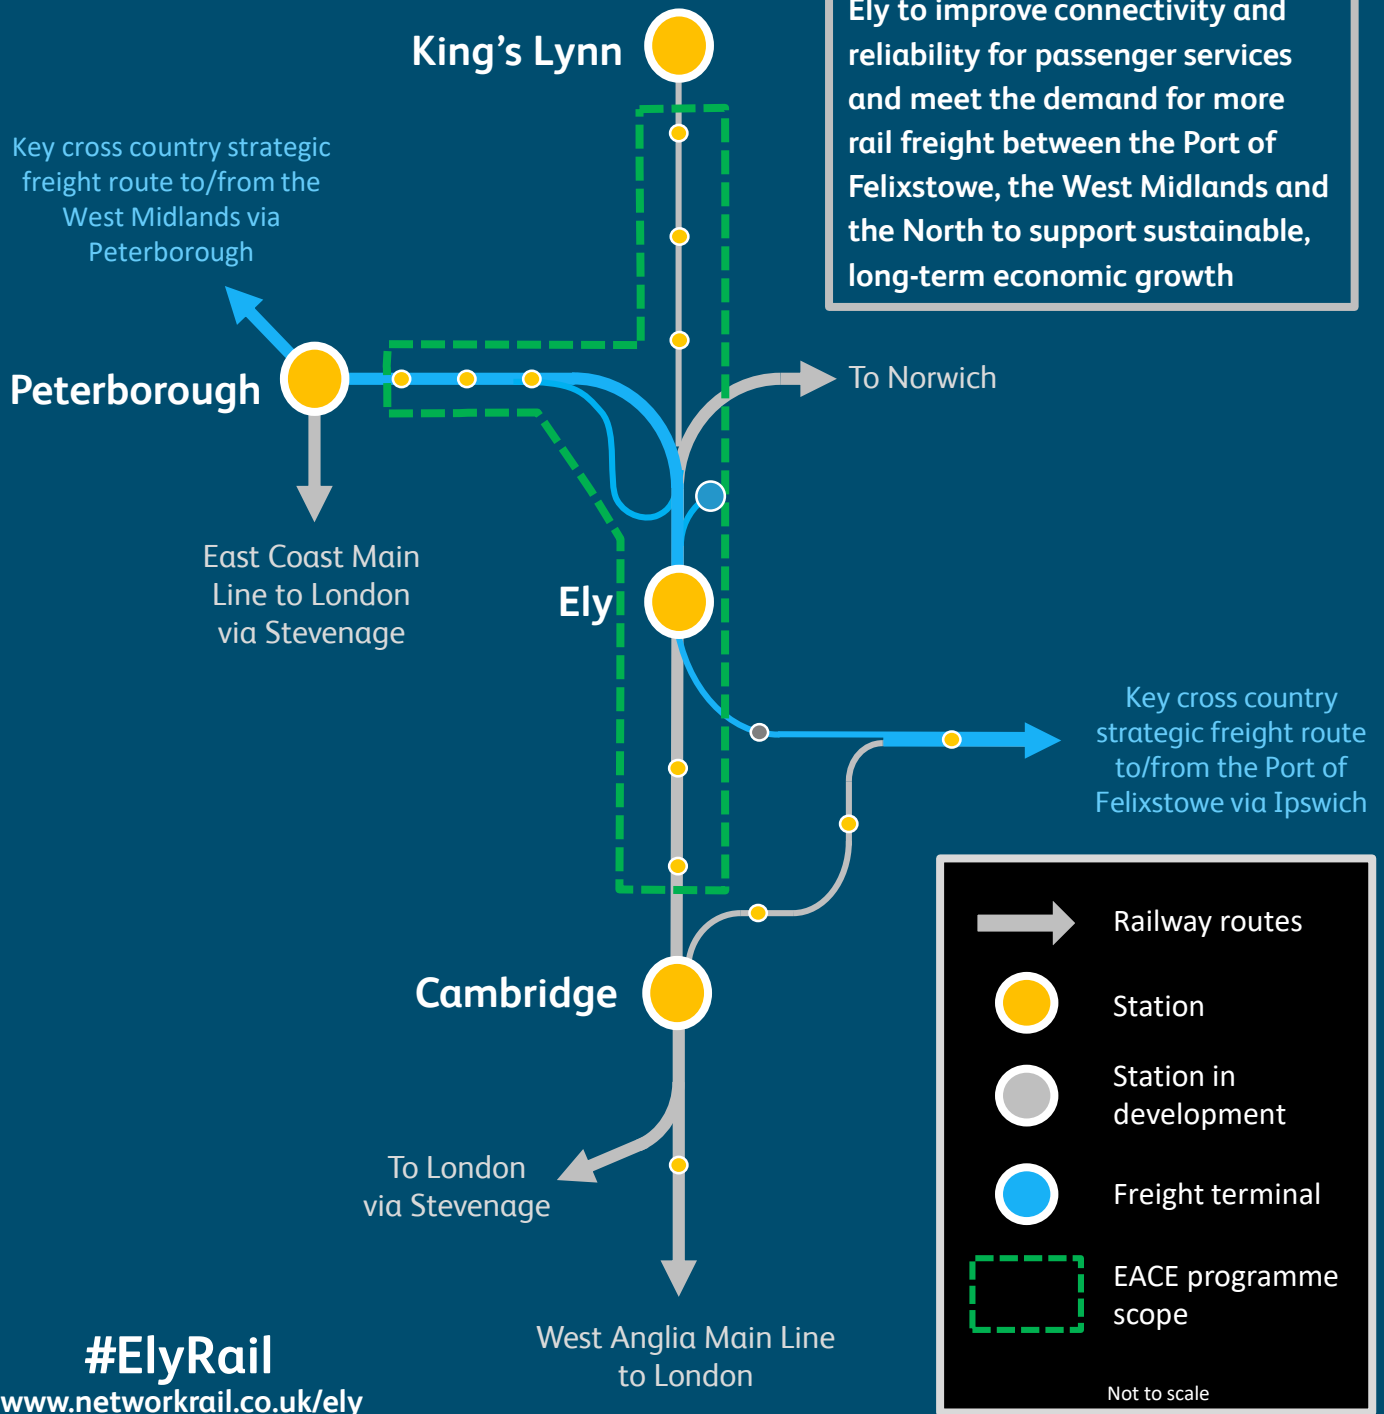 Ely to improve connectivity and
reliability for passenger services
and meet the demand for more
rail freight between the Port of
Felixstowe, the West Midlands and
the North to support sustainable,
long-term economic growth
King's Lynn
Key cross country strategic
freight route to/from the
West Midlands via
Peterborough
Peterborough
To Norwich
East Coast Main
Line to London
via Stevenage
Ely
Key cross country
strategic freight route
to/from the Port of
Felixstowe via Ipswich
Cambridge
To London
via Stevenage
West Anglia Main Line
to London
Railway routes
Station
Station in
development
Freight terminal
EACE programme
scope
Not to scale
#ElyRail
www.networkrail.co.uk/ely